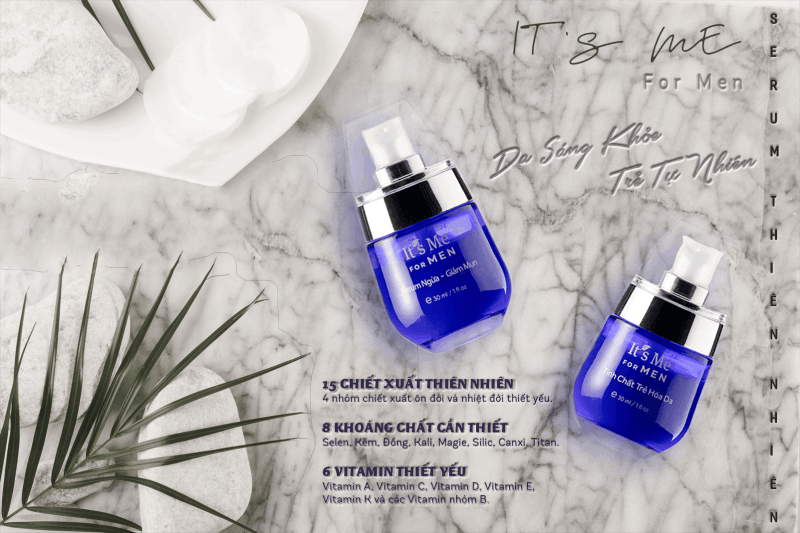 IT's ME
For Men
Da Sáng Khỏe
Trẻ Tự Nhiên
SERUM THIÊN NHIÊN
It's Me
FOR MEN
Serum Ngừa - Giảm Mụn
℮ 30 ml / 1 fl oz
It's Me
FOR MEN
Tinh Chất Trẻ Hóa Da
℮ 30 ml / 1 fl oz
15 CHIẾT XUẤT THIÊN NHIÊN
4 nhóm chiết xuất ôn đới và nhiệt đới thiết yếu.
8 KHOÁNG CHẤT CẦN THIẾT
Selen, Kẽm, Đồng, Kali, Magie, Silic, Canxi, Titan.
6 VITAMIN THIẾT YẾU
Vitamin A, Vitamin C, Vitamin D, Vitamin E,
Vitamin K và các Vitamin nhóm B.